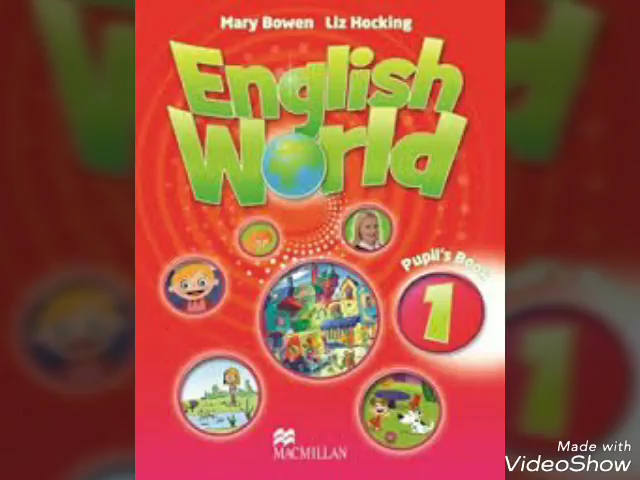 Mary Bowen Liz Hocking
English
World
Pupil's Book
1
MACMILLAN
Made with
VideoShow